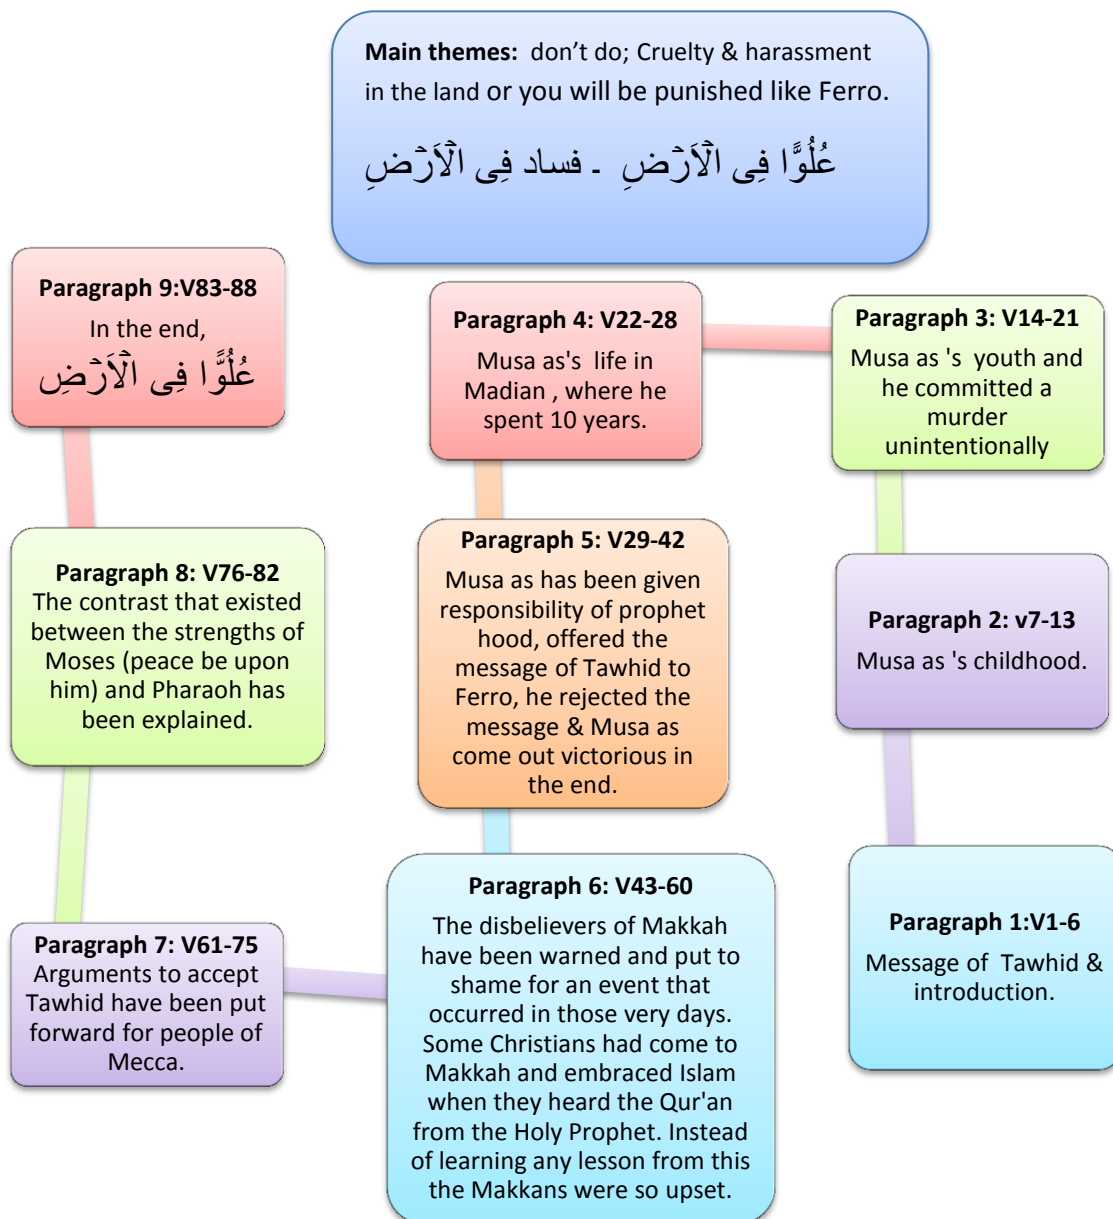 Main themes: don't do; Cruelty & harassment
in the land or you will be punished like Ferro.
عُلُوًّا فِى الۡاَرۡضِ ـ فساد فِى الۡاَرۡضِ
Paragraph 1:V1-6
Message of Tawhid &
introduction.
Paragraph 2: v7-13
Musa as 's childhood.
Paragraph 3: V14-21
Musa as 's youth and
he committed a
murder
unintentionally
Paragraph 4: V22-28
Musa as's life in
Madian , where he
spent 10 years.
Paragraph 5: V29-42
Musa as has been given
responsibility of prophet
hood, offered the
message of Tawhid to
Ferro, he rejected the
message & Musa as
come out victorious in
the end.
Paragraph 6: V43-60
The disbelievers of Makkah
have been warned and put to
shame for an event that
occurred in those very days.
Some Christians had come to
Makkah and embraced Islam
when they heard the Qur'an
from the Holy Prophet. Instead
of learning any lesson from this
the Makkans were so upset.
Paragraph 7: V61-75
Arguments to accept
Tawhid have been put
forward for people of
Mecca.
Paragraph 8: V76-82
The contrast that existed
between the strengths of
Moses (peace be upon
him) and Pharaoh has
been explained.
Paragraph 9:V83-88
In the end,
عُلُوًّا فِى الۡاَرۡضِ